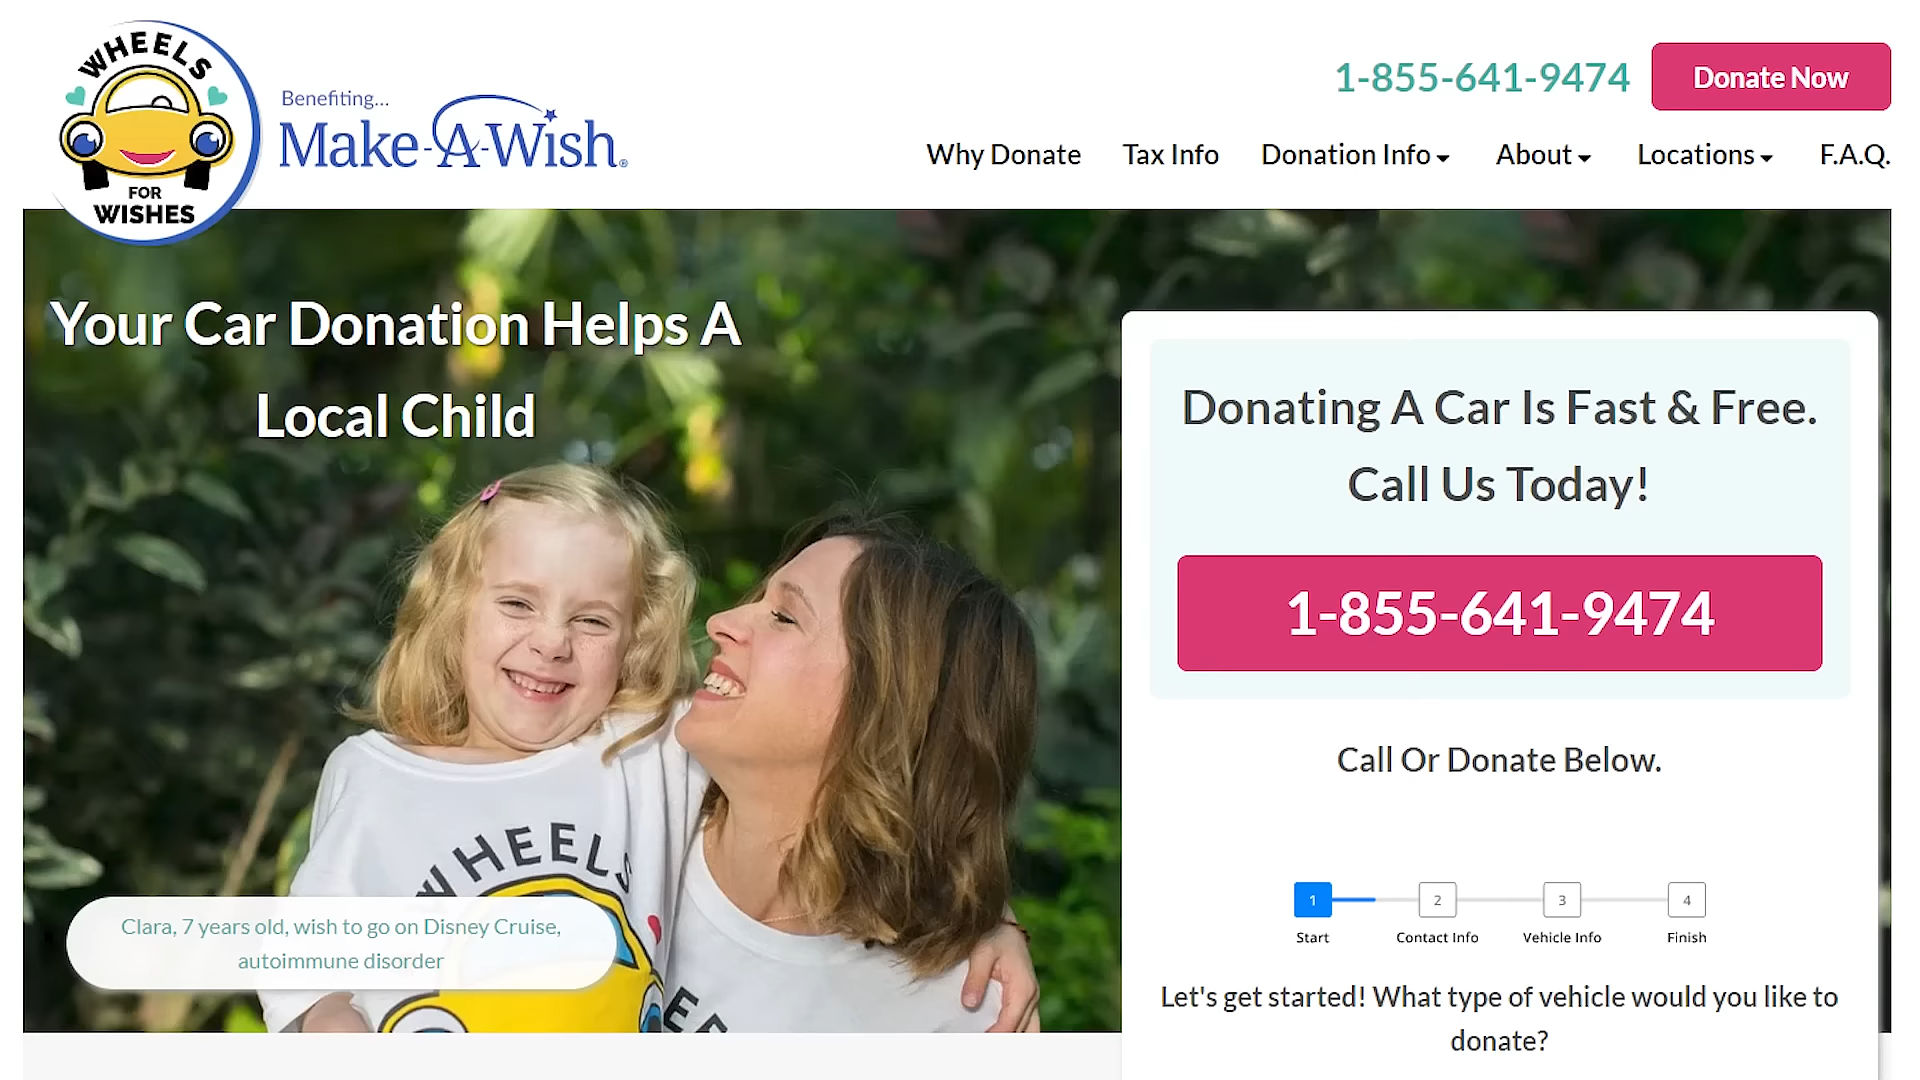 WHEELS
FOR
WISHES
Benefiting...
Make-A-Wish®
1-855-641-9474
Donate Now
Why Donate
Tax Info
Donation Info
About
Locations
F.A.Q.
Your Car Donation Helps A
Local Child
WHEELS
Clara, 7 years old, wish to go on Disney Cruise,
autoimmune disorder
Donating A Car Is Fast & Free.
Call Us Today!
1-855-641-9474
Call Or Donate Below.
1
2
3
4
Start
Contact Info
Vehicle Info
Finish
Let's get started! What type of vehicle would you like to
donate?